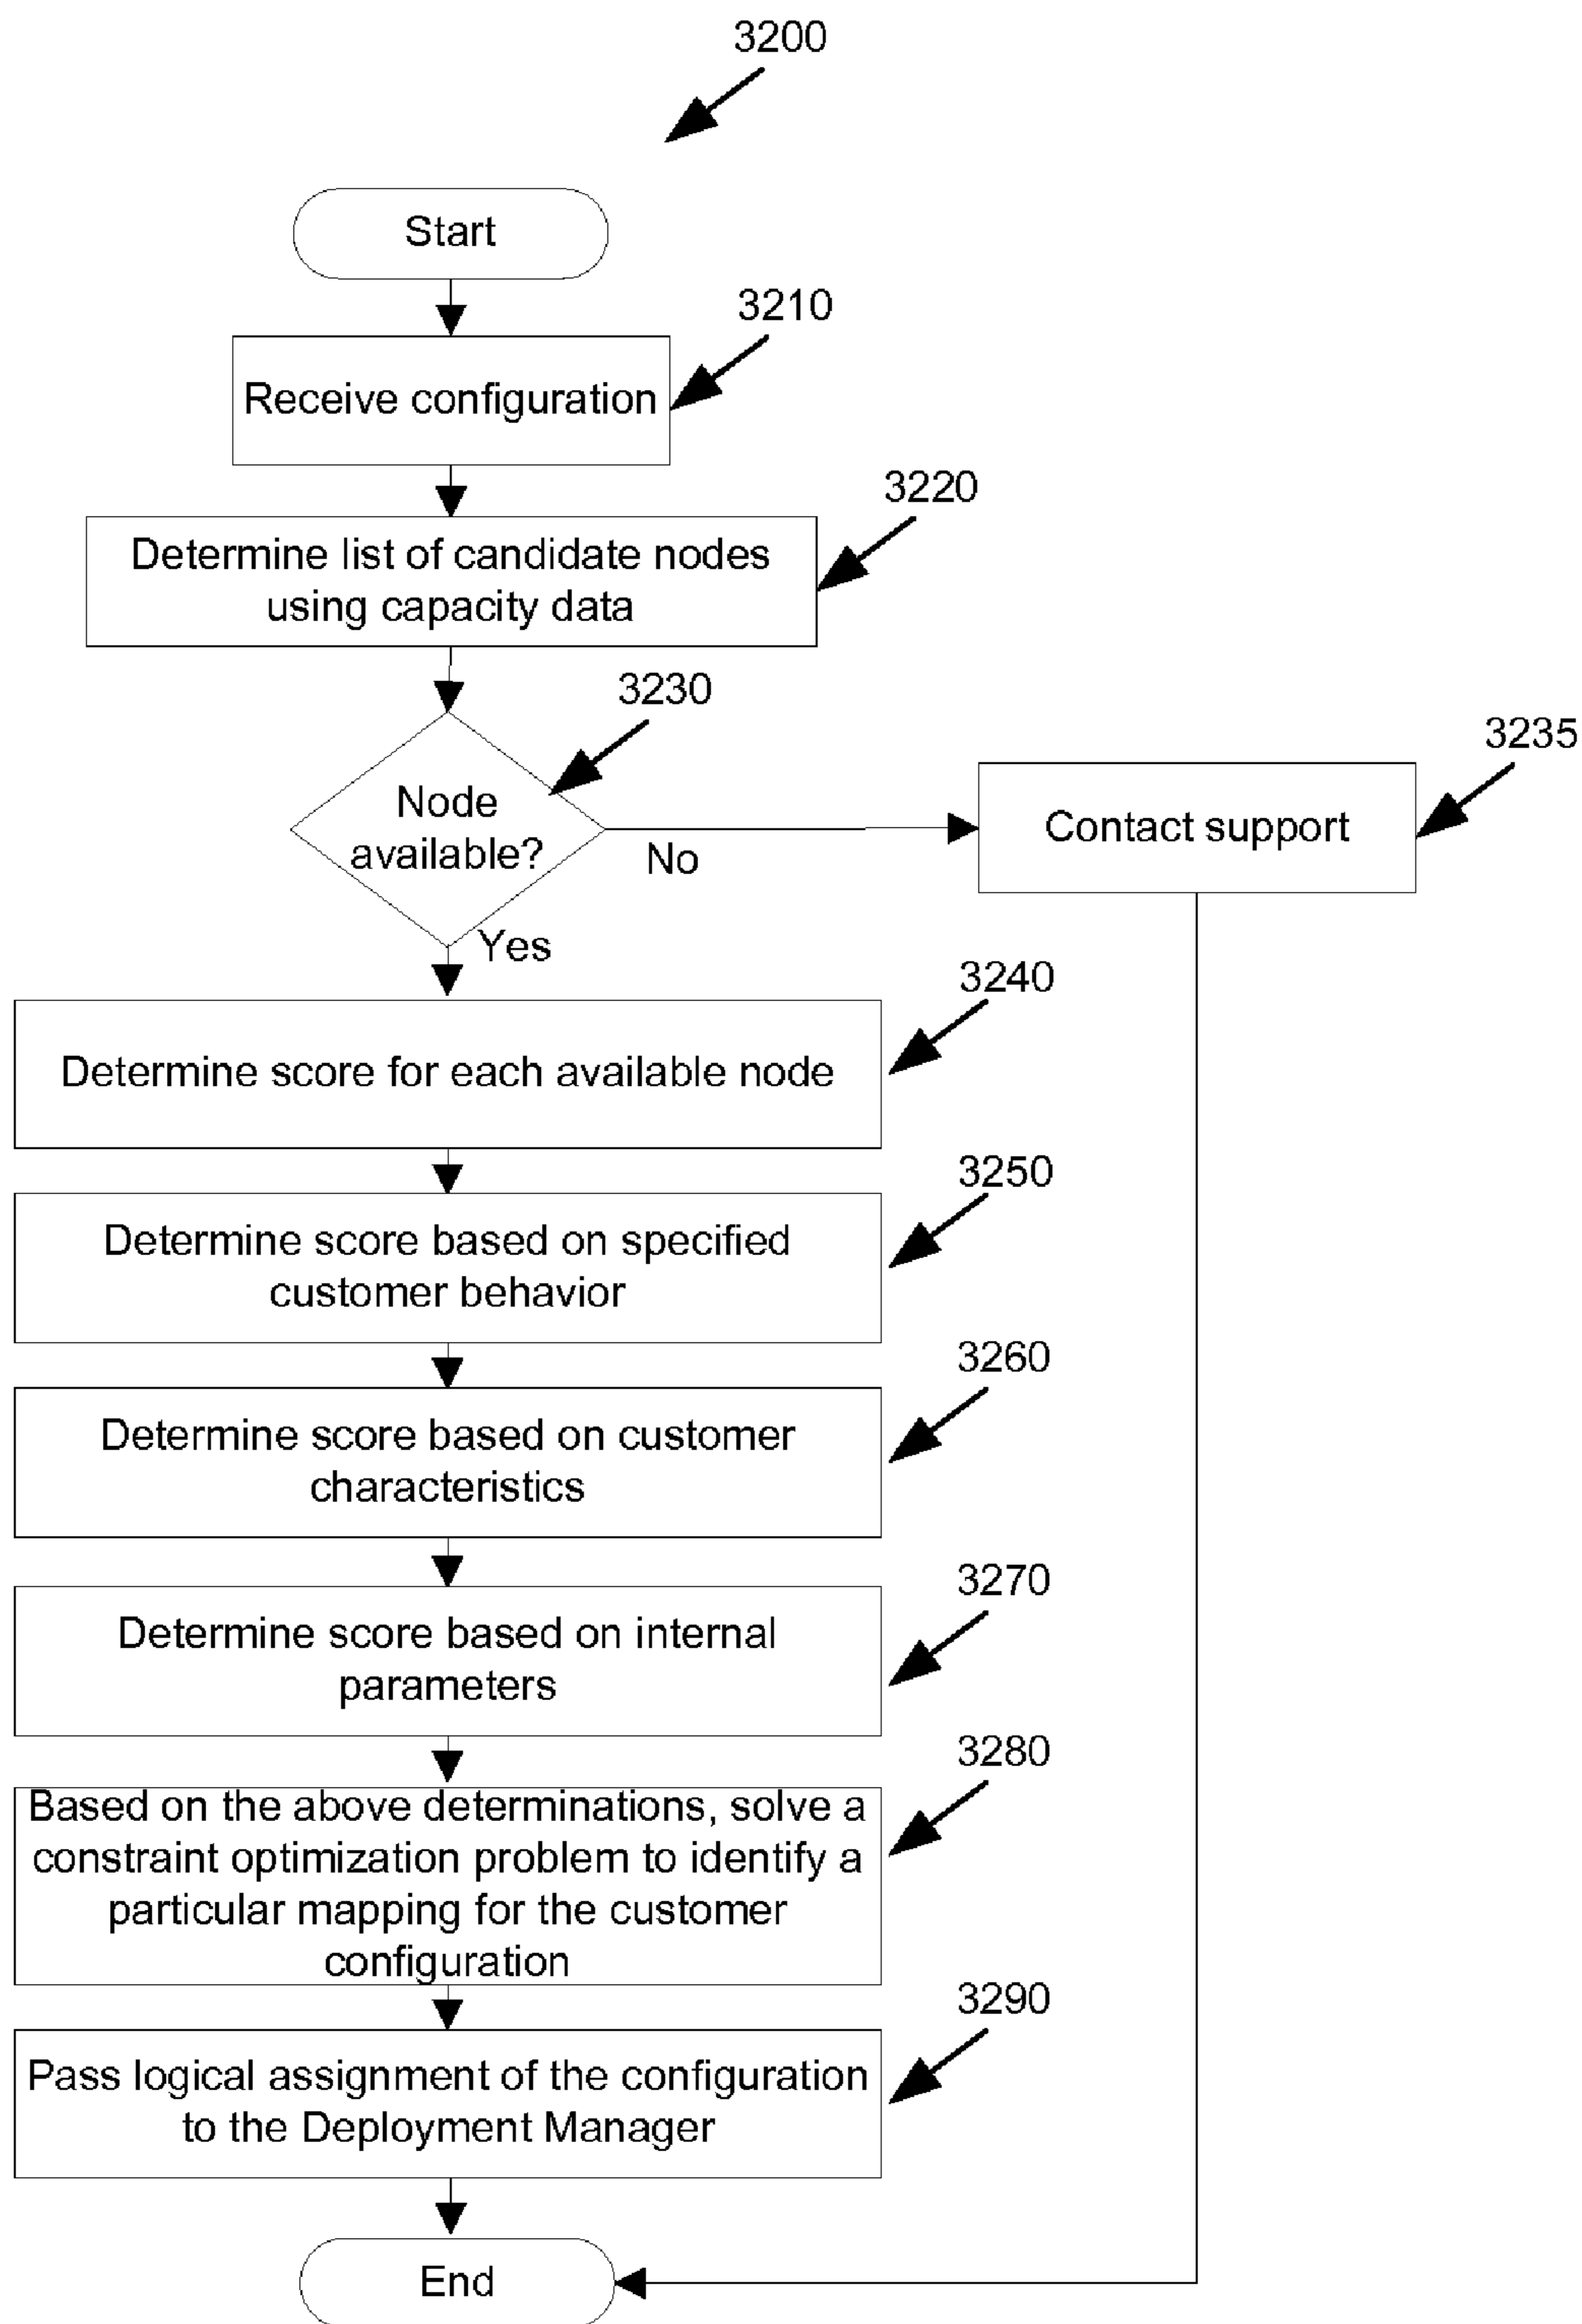 3200
Start
3210
Receive configuration
3220
Determine list of candidate nodes
using capacity data
3230
Node
available?
No
3235
Contact support
Yes
3240
Determine score for each available node
3250
Determine score based on specified
customer behavior
3260
Determine score based on customer
characteristics
3270
Determine score based on internal
parameters
3280
Based on the above determinations, solve a
constraint optimization problem to identify a
particular mapping for the customer
configuration
3290
Pass logical assignment of the configuration
to the Deployment Manager
End